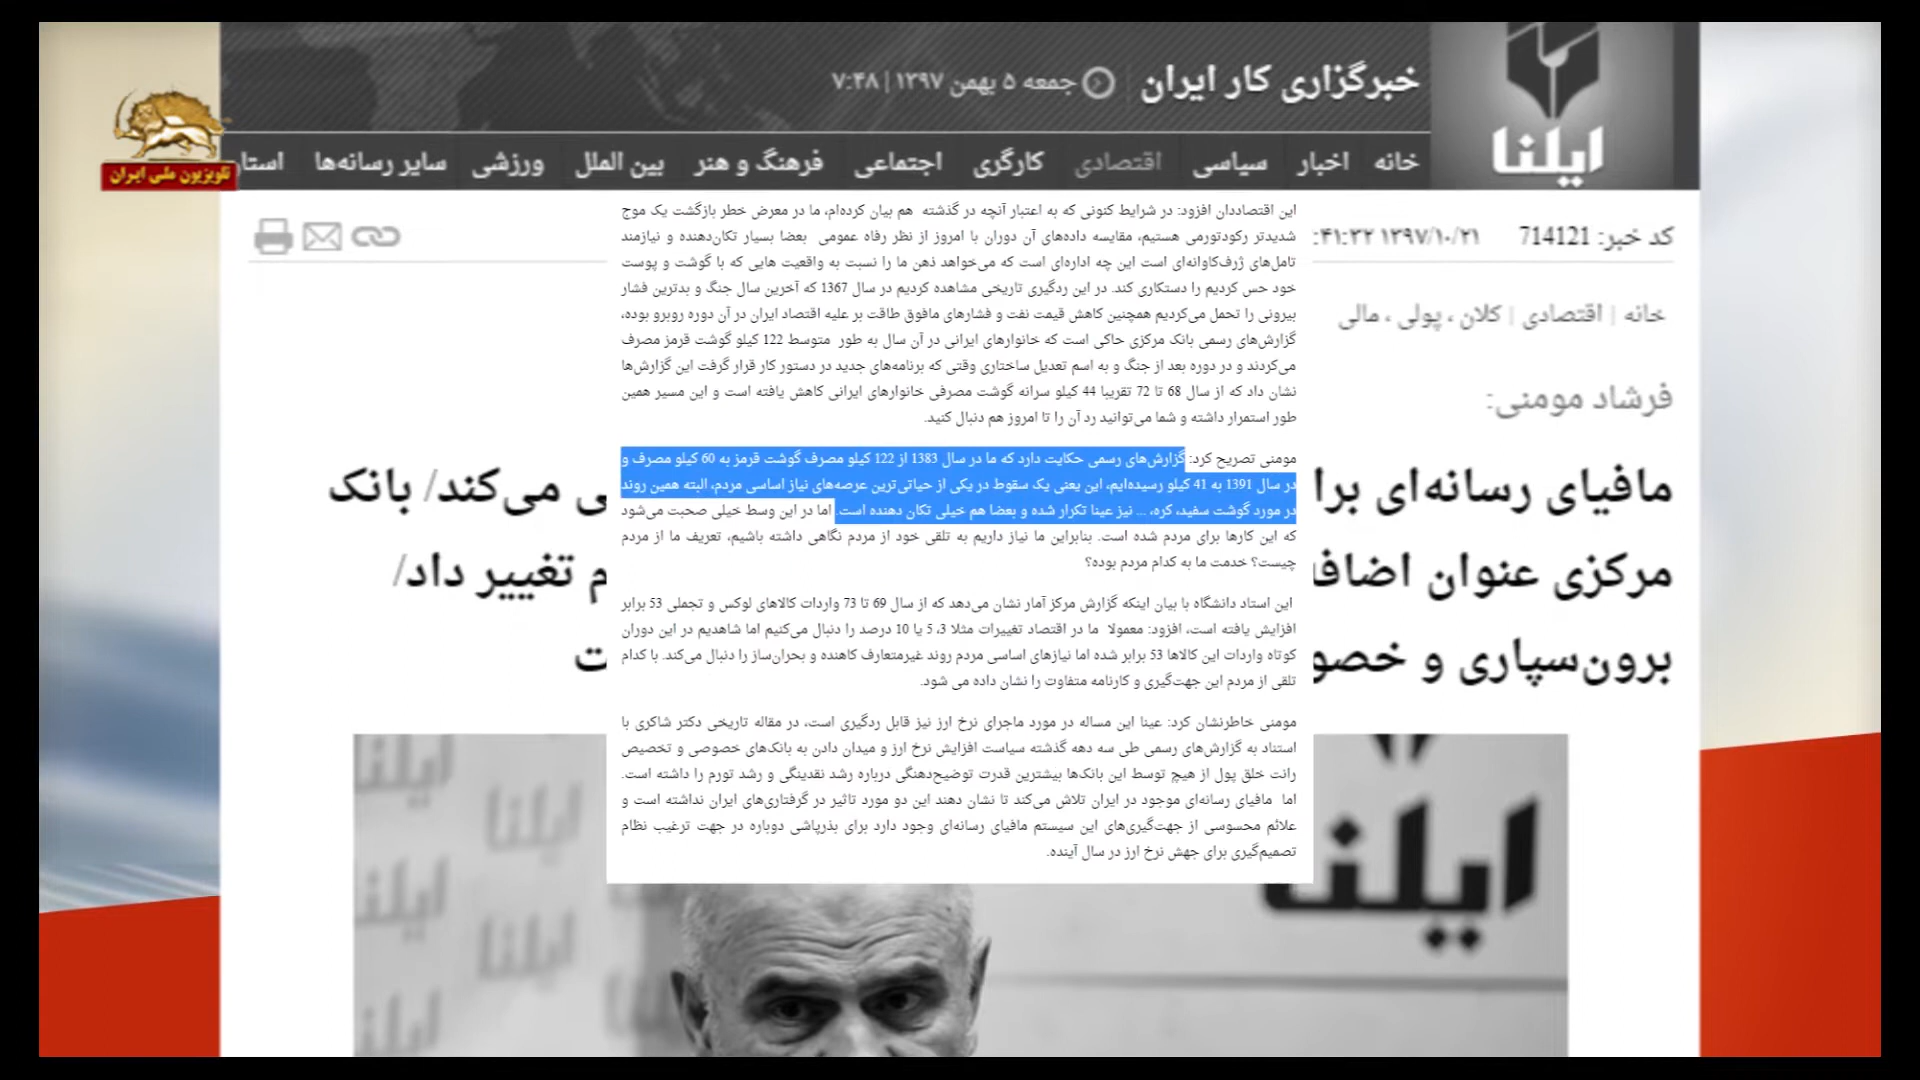 خبرگزاری کار ایران
جمعه ۵ بهمن ۱۳۹۷ | ۷:۴۸
ایلنا
تلویزیون ملی ایران
خانه اخبار سیاسی اقتصادی کارگری اجتماعی فرهنگ و هنر بین الملل ورزشی سایر رسانه‌ها استا
کد خبر: 714121 ۱۳۹۷/۱۰/۲۱ ۴۱:۳۲:
خانه | اقتصادی | کلان ، پولی ، مالی
فرشاد مومنی:
مافیای رسانه‌ای برا ی می‌کند/ بانک
مرکزی عنوان اضاف م تغییر داد/
برون‌سپاری و خصو ت
این اقتصاددان افزود: در شرایط کنونی که به اعتبار آنچه در گذشته هم بیان کرده‌ام، ما در معرض خطر بازگشت یک موج
شدیدتر رکودتورمی هستیم، مقایسه داده‌های آن دوران با امروز از نظر رفاه عمومی بعضا بسیار تکان‌دهنده و نیازمند
تامل‌های ژرف‌کاوانه‌ای است این چه اداره‌ای است که می‌خواهد ذهن ما را نسبت به واقعیت هایی که با گوشت و پوست
خود حس کردیم را دستکاری کند. در این ردگیری تاریخی مشاهده کردیم در سال 1367 که آخرین سال جنگ و بدترین فشار
بیرونی را تحمل می‌کردیم همچنین کاهش قیمت نفت و فشارهای مافوق طاقت بر علیه اقتصاد ایران در آن دوره روبرو بوده،
گزارش‌های رسمی بانک مرکزی حاکی است که خانوارهای ایرانی در آن سال به طور متوسط 122 کیلو گوشت قرمز مصرف
می‌کردند و در دوره بعد از جنگ و به اسم تعدیل ساختاری وقتی که برنامه‌های جدید در دستور کار قرار گرفت این گزارش‌ها
نشان داد که از سال 68 تا 72 تقریبا 44 کیلو سرانه گوشت مصرفی خانوارهای ایرانی کاهش یافته است و این مسیر همین
طور استمرار داشته و شما می‌توانید رد آن را تا امروز هم دنبال کنید.
مومنی تصریح کرد: گزارش‌های رسمی حکایت دارد که ما در سال 1383 از 122 کیلو مصرف گوشت قرمز به 60 کیلو مصرف و
در سال 1391 به 41 کیلو رسیده‌ایم، این یعنی یک سقوط در یکی از حیاتی‌ترین عرصه‌های نیاز اساسی مردم، البته همین روند
در مورد گوشت سفید، کره، ... نیز عینا تکرار شده و بعضا هم خیلی تکان دهنده است. اما در این وسط خیلی صحبت می‌شود
که این کارها برای مردم شده است. بنابراین ما نیاز داریم به تلقی خود از مردم نگاهی داشته باشیم، تعریف ما از مردم
چیست؟ خدمت ما به کدام مردم بوده؟
این استاد دانشگاه با بیان اینکه گزارش مرکز آمار نشان می‌دهد که از سال 69 تا 73 واردات کالاهای لوکس و تجملی 53 برابر
افزایش یافته است، افزود: معمولا ما در اقتصاد تغییرات مثلا 3، 5 یا 10 درصد را دنبال می‌کنیم اما شاهدیم در این دوران
کوتاه واردات این کالاها 53 برابر شده اما نیازهای اساسی مردم روند غیرمتعارف کاهنده و بحران‌ساز را دنبال می‌کند. با کدام
تلقی از مردم این جهت‌گیری و کارنامه متفاوت را نشان داده می شود.
مومنی خاطرنشان کرد: عینا این مساله در مورد ماجرای نرخ ارز نیز قابل ردگیری است، در مقاله تاریخی دکتر شاکری با
استناد به گزارش‌های رسمی طی سه دهه گذشته سیاست افزایش نرخ ارز و میدان دادن به بانک‌های خصوصی و تخصیص
رانت خلق پول از هیچ توسط این بانک‌ها بیشترین قدرت توضیح‌دهنگی درباره رشد نقدینگی و رشد تورم را داشته است.
اما مافیای رسانه‌ای موجود در ایران تلاش می‌کند تا نشان دهند این دو مورد تاثیر در گرفتاری‌های ایران نداشته است و
علائم محسوسی از جهت‌گیری‌های این سیستم مافیای رسانه‌ای وجود دارد برای بذرپاشی دوباره در جهت ترغیب نظام
تصمیم‌گیری برای جهش نرخ ارز در سال آینده.
ایلنا
ایلنا
ایلنا
ایلنا
ایلنا
ایلنا